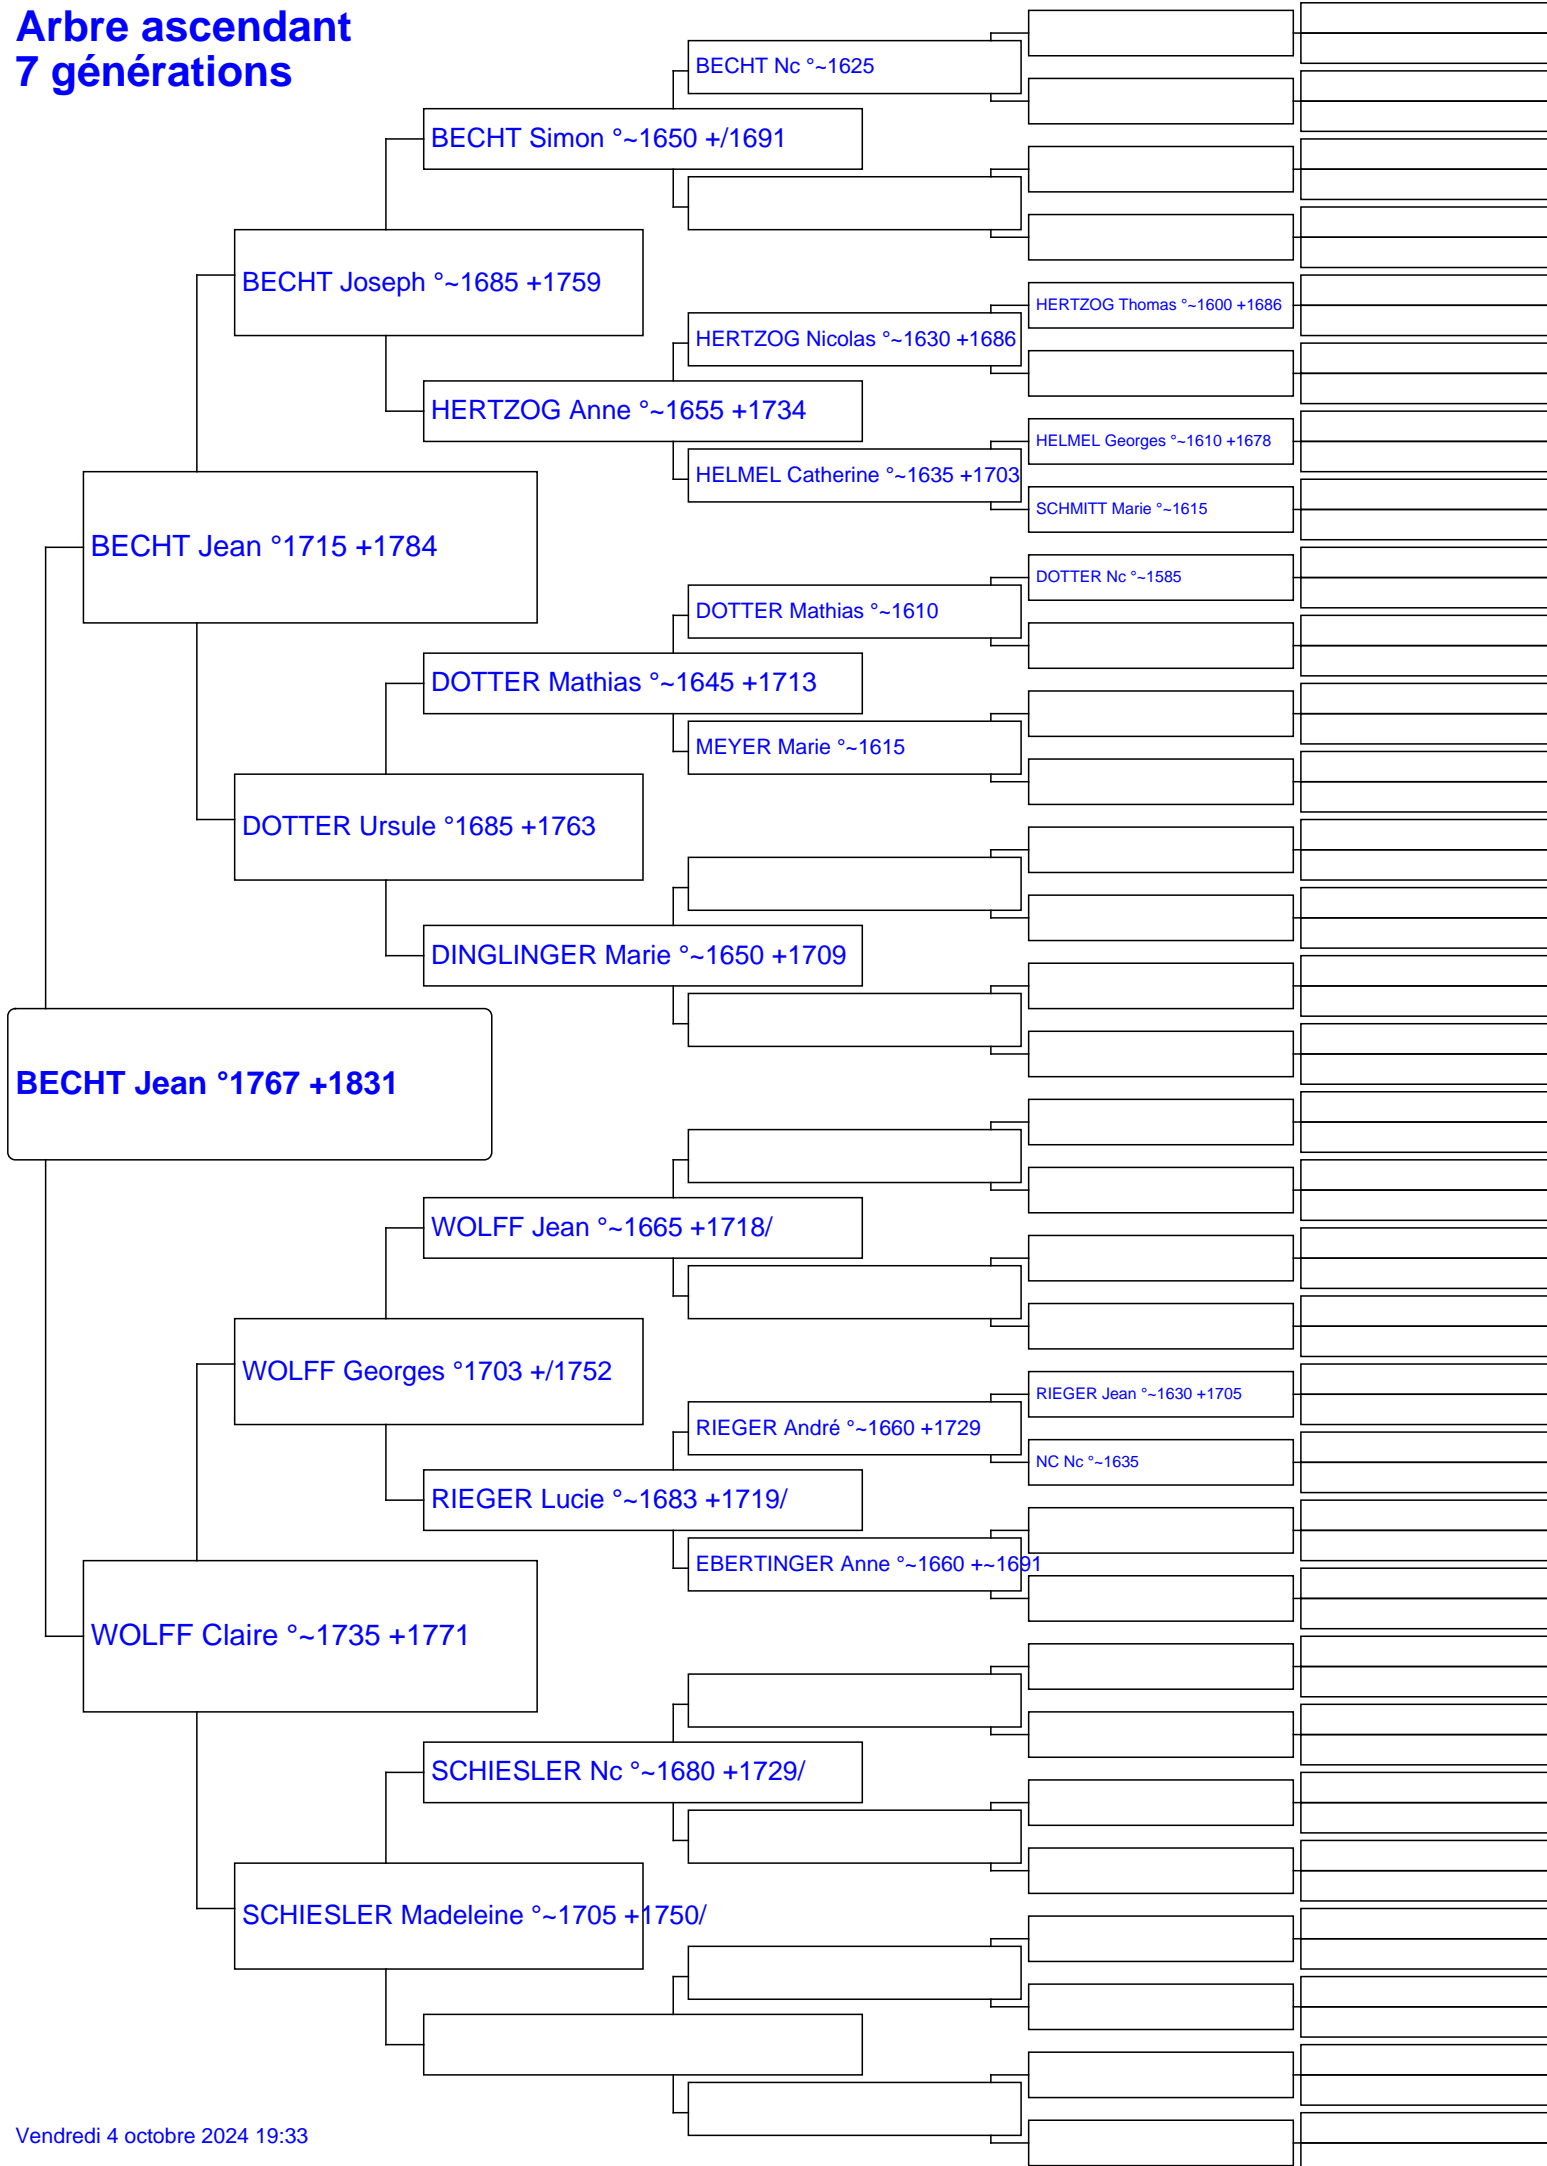 Arbre ascendant
7 générations
BECHT Nc °~1625
BECHT Simon °~1650 +/1691
BECHT Joseph °~1685 +1759
HERTZOG Thomas °~1600 +1686
HERTZOG Nicolas °~1630 +1686
HERTZOG Anne °~1655 +1734
HELMEL Georges °~1610 +1678
HELMEL Catherine °~1635 +1703
SCHMITT Marie °~1615
BECHT Jean °1715 +1784
DOTTER Nc °~1585
DOTTER Mathias °~1610
DOTTER Mathias °~1645 +1713
MEYER Marie °~1615
DOTTER Ursule °1685 +1763
DINGLINGER Marie °~1650 +1709
BECHT Jean °1767 +1831
WOLFF Jean °~1665 +1718/
WOLFF Georges °1703 +/1752
RIEGER Jean °~1630 +1705
RIEGER André °~1660 +1729
NC Nc °~1635
RIEGER Lucie °~1683 +1719/
EBERTINGER Anne °~1660 +~1691
WOLFF Claire °~1735 +1771
SCHIESLER Nc °~1680 +1729/
SCHIESLER Madeleine °~1705 +1750/
Vendredi 4 octobre 2024 19:33